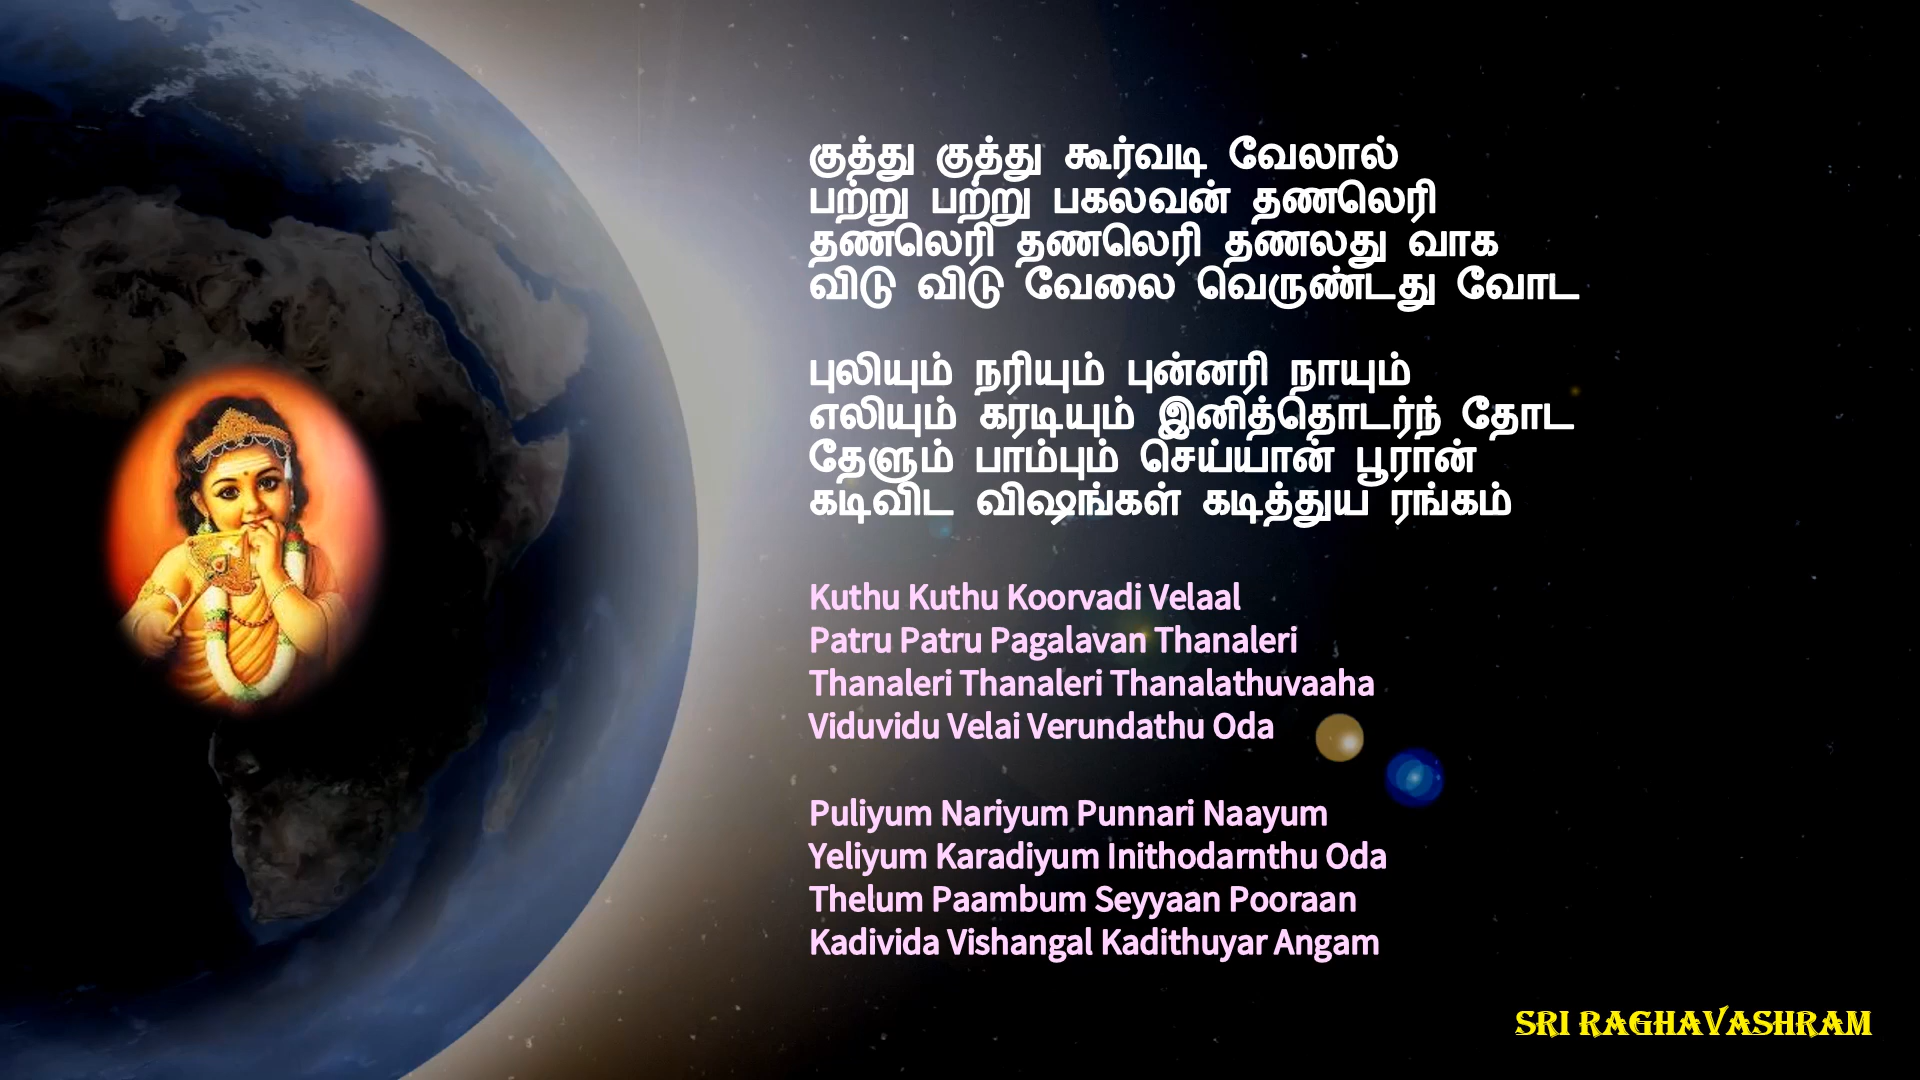 குத்து குத்து கூர்வடி வேலால்
பற்று பற்று பகலவன் தணலெரி
தணலெரி தணலெரி தணலது வாக
விடு விடு வேலை வெருண்டது வோட
புலியும் நரியும் புன்னரி நாயும்
எலியும் கரடியும் இனித்தொடர்ந் தோட
தேளும் பாம்பும் செய்யான் பூரான்
கடிவிட விஷங்கள் கடித்துய ரங்கம்
Kuthu Kuthu Koorvadi Velaal
Patru Patru Pagalavan Thanaleri
Thanaleri Thanaleri Thanalathuvaaha
Viduvidu Velai Verundathu Oda
Puliyum Nariyum Punnari Naayum
Yeliyum Karadiyum Inithodarnthu Oda
Thelum Paambum Seyyaan Pooraan
Kadivida Vishangal Kadithuyar Angam
SRI RAGHAVASHRAM